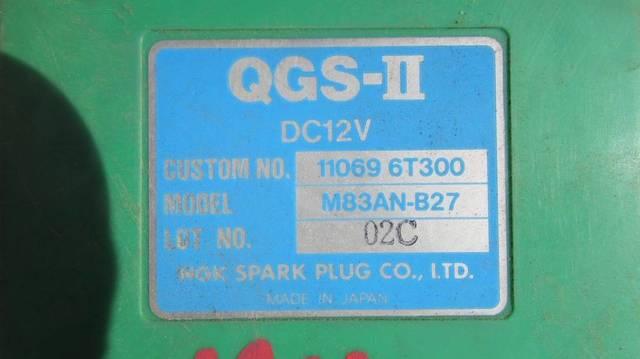 QGS-II
DC12V
CUSTOM NO. 11069 6T300
MODEL M83AN-B27
LOT NO. 02C
NGK SPARK PLUG CO., LTD.
MADE IN JAPAN